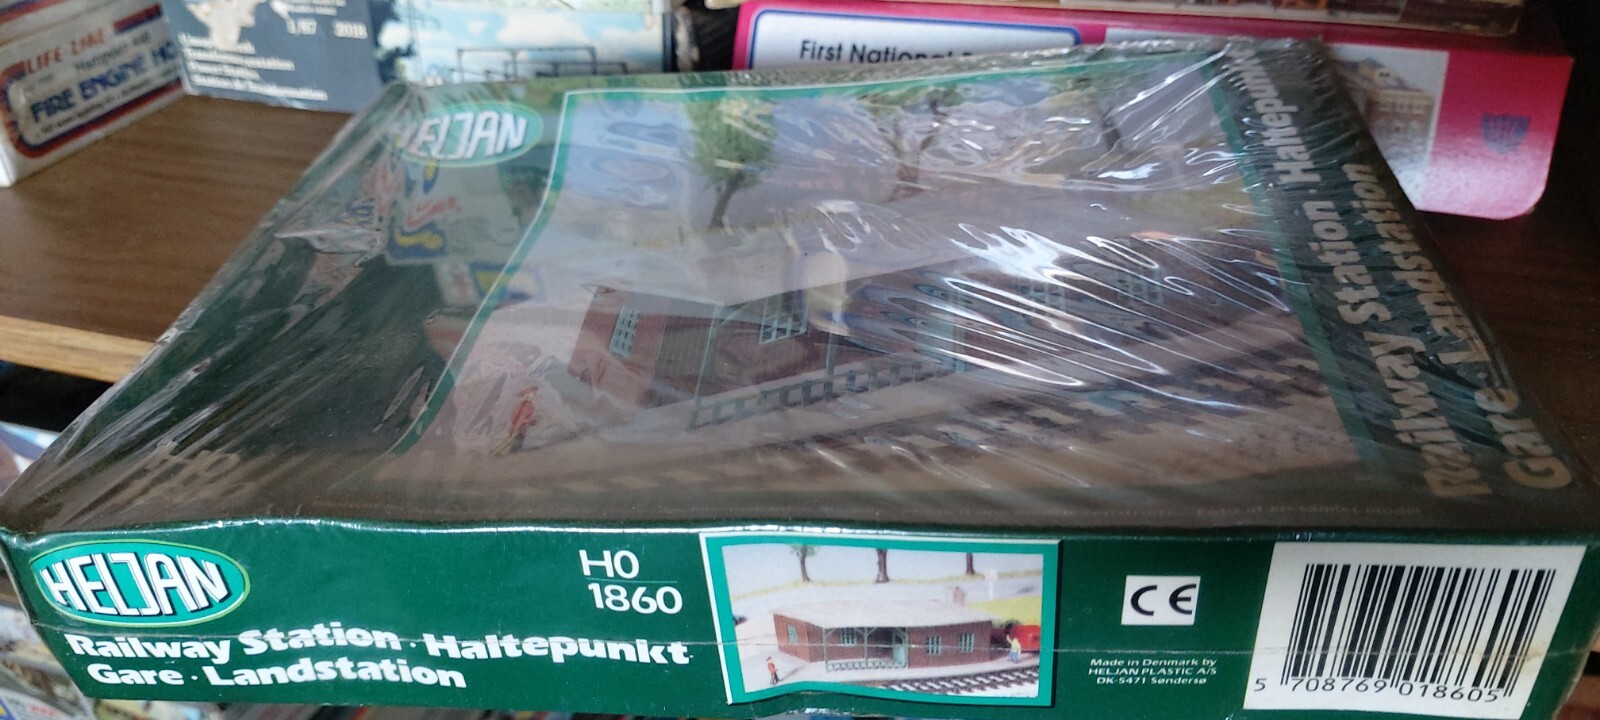 LIFE LIKE
FIRE ENGINE HO
1/87 2018
First National
HELJAN
Railway Station · Haltepunkt
Gare · Landstation
HELJAN
H0
1860
Railway Station · Haltepunkt
Gare · Landstation
CE
Made in Denmark by
HELJAN PLASTIC A/S
DK-5471 Søndersø
5 708769 018605